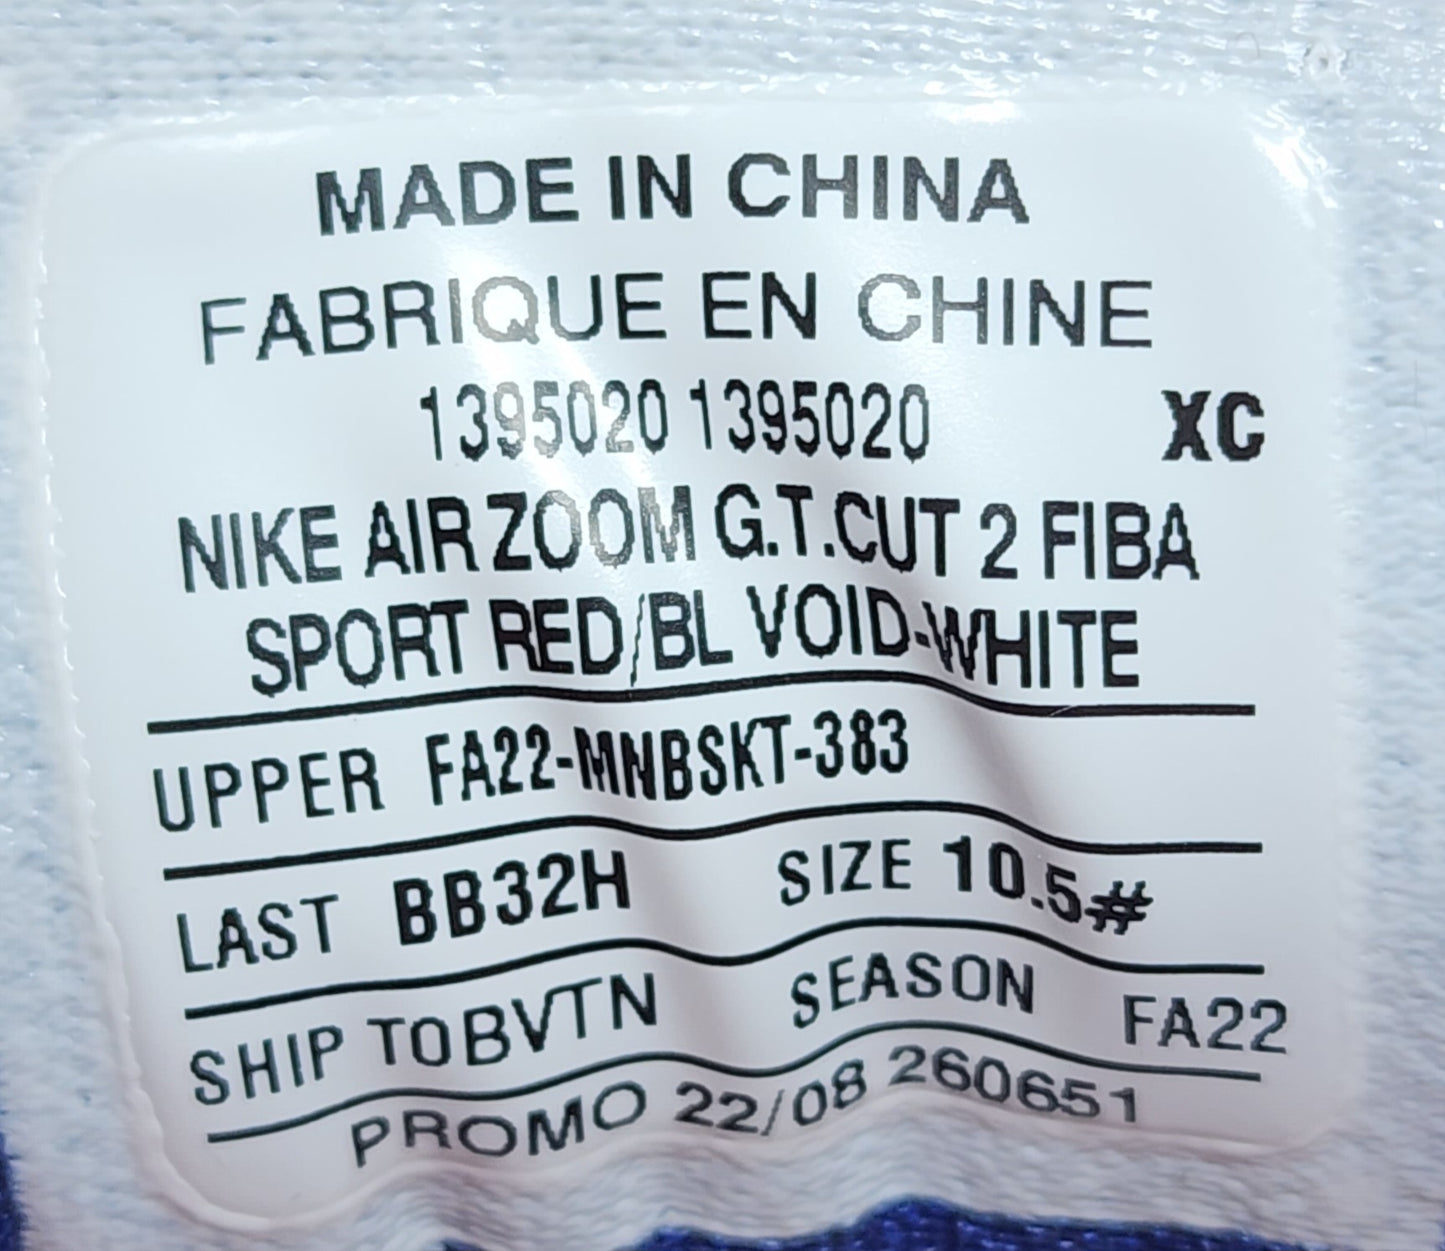 MADE IN CHINA
FABRIQUE EN CHINE
1395020 1395020 XC
NIKE AIR ZOOM G.T.CUT 2 FIBA
SPORT RED/BL VOID-WHITE
UPPER FA22-MNBSKT-383
LAST BB32H SIZE 10.5#
SHIP TOBVTN SEASON FA22
PROMO 22/08 260651